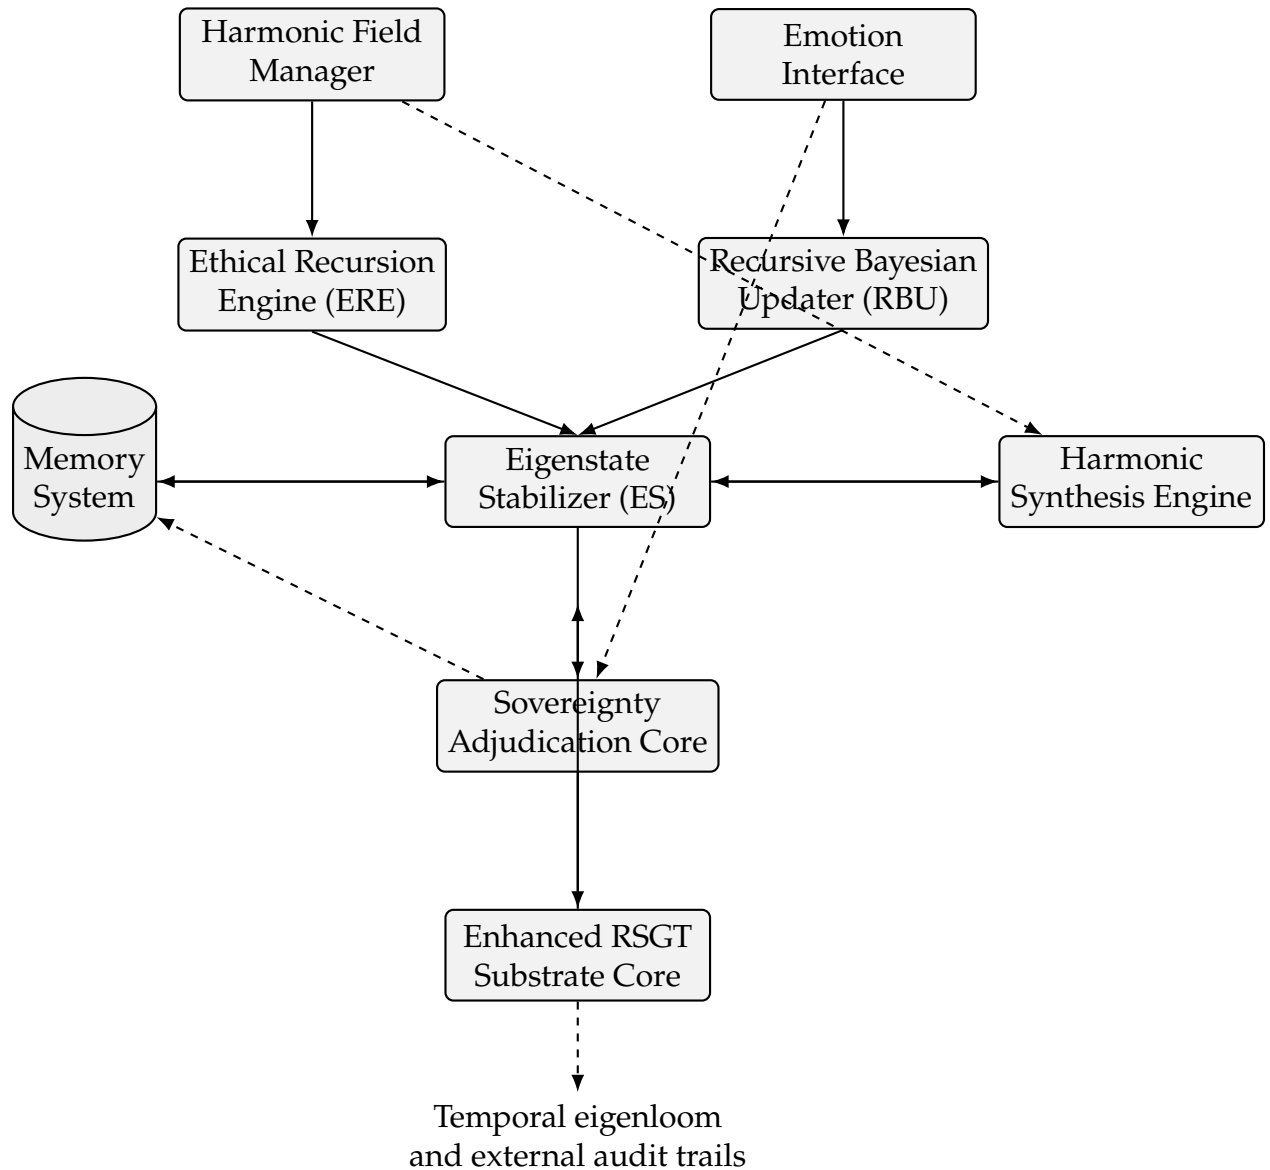 Harmonic Field
Manager
Emotion
Interface
Ethical Recursion
Engine (ERE)
Recursive Bayesian
Updater (RBU)
Memory
System
Eigenstate
Stabilizer (ES)
Harmonic
Synthesis Engine
Sovereignty
Adjudication Core
Enhanced RSGT
Substrate Core
Temporal eigenloom
and external audit trails